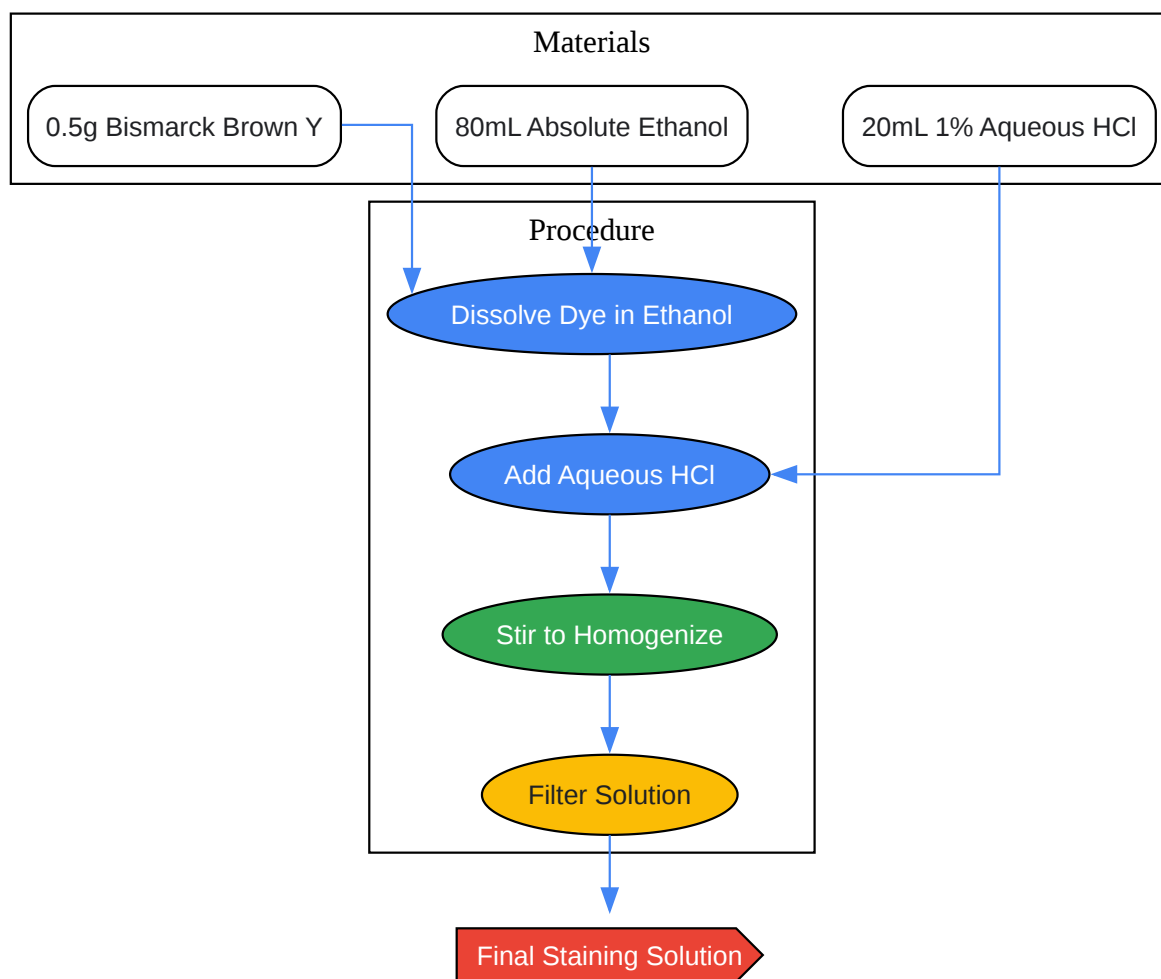 Materials
0.5g Bismarck Brown Y
80mL Absolute Ethanol
20mL 1% Aqueous HCl
Procedure
Dissolve Dye in Ethanol
Add Aqueous HCl
Stir to Homogenize
Filter Solution
Final Staining Solution